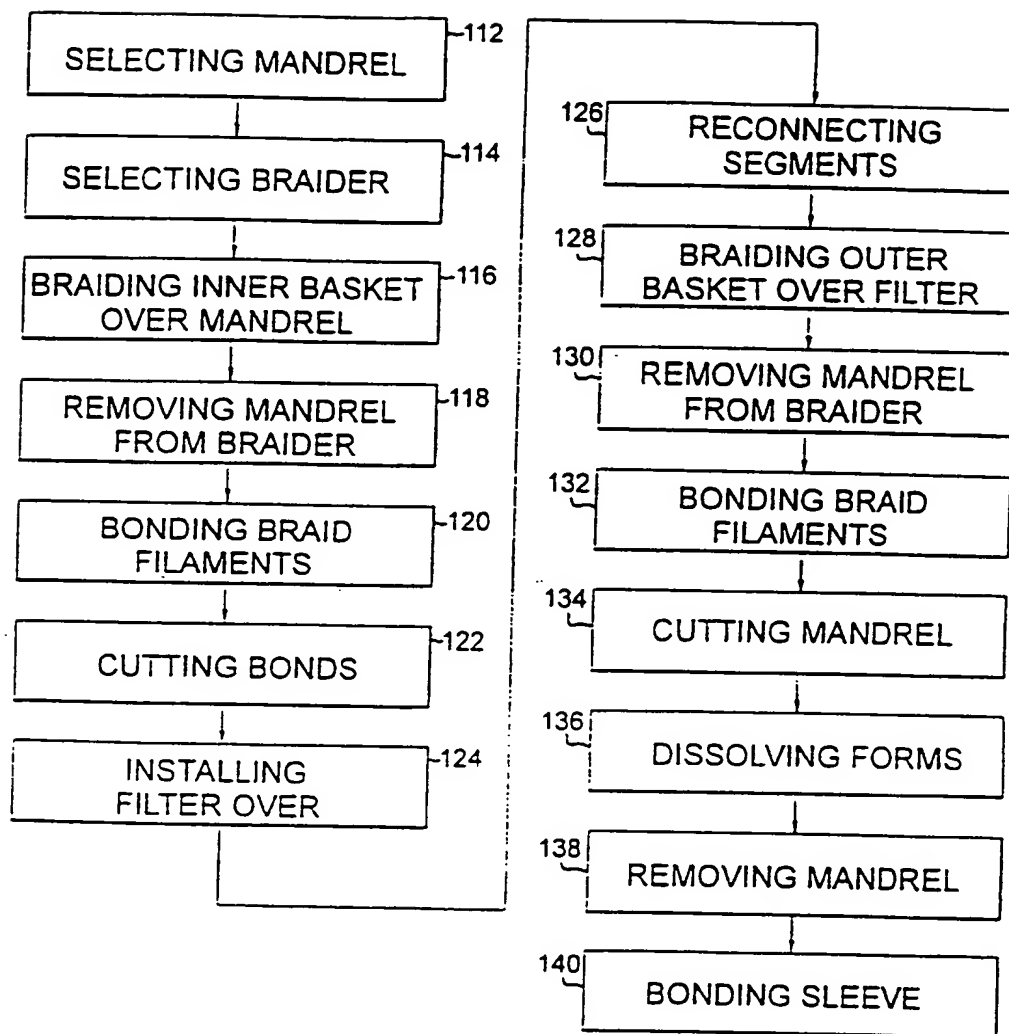 112
SELECTING MANDREL
114
SELECTING BRAIDER
116
BRAIDING INNER BASKET
OVER MANDREL
118
REMOVING MANDREL
FROM BRAIDER
120
BONDING BRAID
FILAMENTS
122
CUTTING BONDS
124
INSTALLING
FILTER OVER
126
RECONNECTING
SEGMENTS
128
BRAIDING OUTER
BASKET OVER FILTER
130
REMOVING MANDREL
FROM BRAIDER
132
BONDING BRAID
FILAMENTS
134
CUTTING MANDREL
136
DISSOLVING FORMS
138
REMOVING MANDREL
140
BONDING SLEEVE